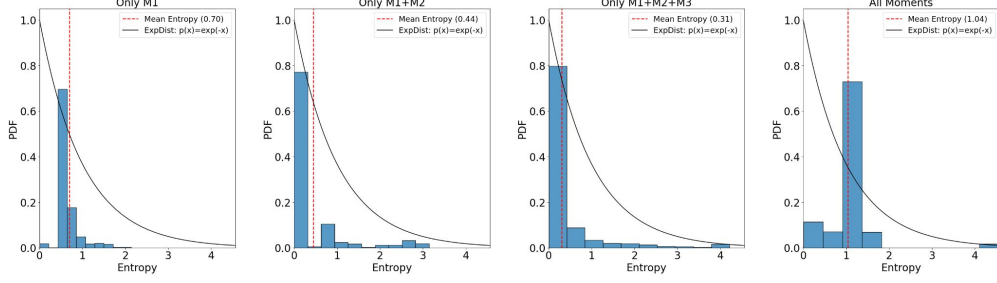 Only M1
Mean Entropy (0.70)
ExpDist: p(x)=exp(-x)
1.0
0.8
0.6
0.4
0.2
0.0
PDF
0 1 2 3 4
Entropy
Only M1+M2
Mean Entropy (0.44)
ExpDist: p(x)=exp(-x)
1.0
0.8
0.6
0.4
0.2
0.0
PDF
0 1 2 3 4
Entropy
Only M1+M2+M3
Mean Entropy (0.31)
ExpDist: p(x)=exp(-x)
1.0
0.8
0.6
0.4
0.2
0.0
PDF
0 1 2 3 4
Entropy
All Moments
Mean Entropy (1.04)
ExpDist: p(x)=exp(-x)
1.0
0.8
0.6
0.4
0.2
0.0
PDF
0 1 2 3 4
Entropy